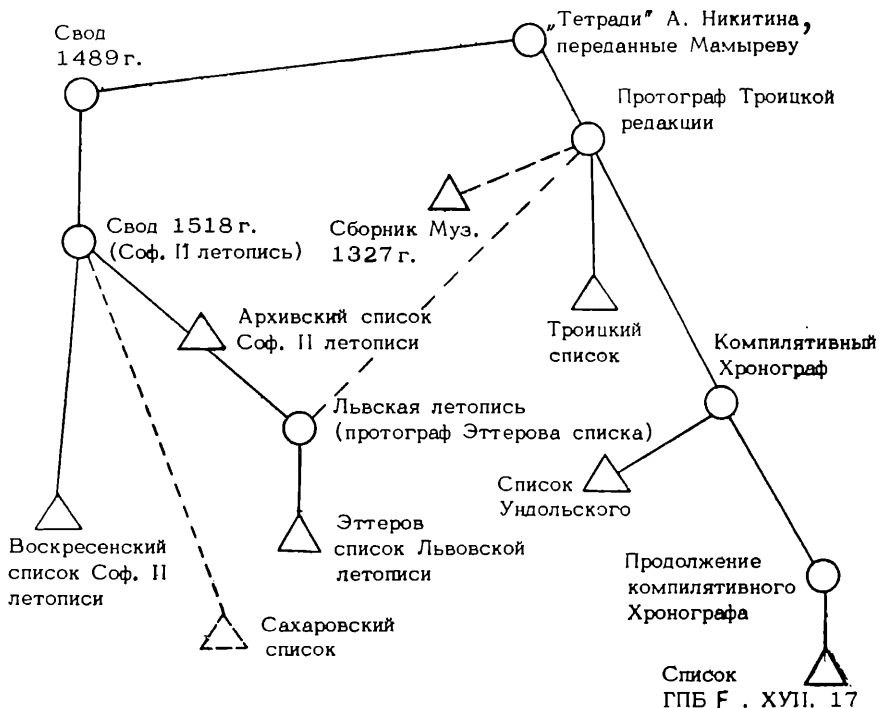 Свод
1489 г.
„Тетради" А. Никитина,
переданные Мамыреву
Протограф Троицкой
редакции
Свод 1518 г.
(Соф. II летопись)
Сборник Муз.
1327 г.
Архивский список
Соф. II летописи
Троицкий
список
Компилятивный
Хронограф
Львская летопись
(протограф Эттерова списка)
Список
Ундольского
Воскресенский
список Соф. II
летописи
Эттеров
список Львовской
летописи
Продолжение
компилятивного
Хронографа
Сахаровский
список
Список
ГПБ F . ХУП. 17